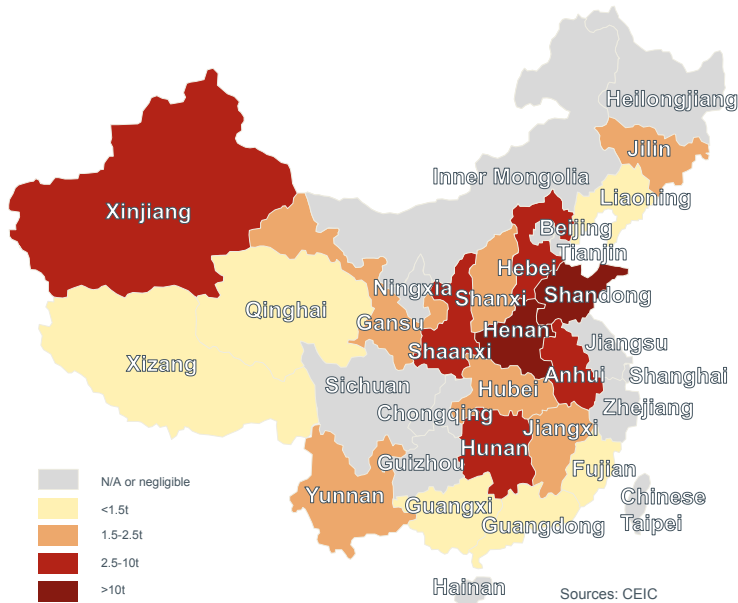 Heilongjiang
Jilin
Inner Mongolia
Liaoning
Xinjiang
Beijing
Tianjin
Hebei
Ningxia
Shanxi
Shandong
Qinghai
Gansu
Henan
Jiangsu
Shaanxi
Xizang
Anhui
Shanghai
Sichuan
Hubei
Zhejiang
Chongqing
Jiangxi
Hunan
Guizhou
Fujian
N/A or negligible
Yunnan
Chinese
Taipei
Guangxi
<1.5t
Guangdong
1.5-2.5t
2.5-10t
>10t
Hainan
Sources: CEIC